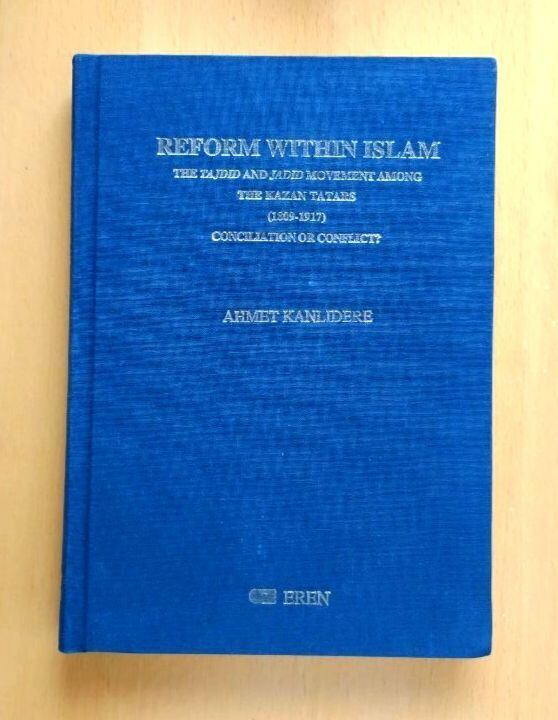 REFORM WITHIN ISLAM
THE TAJDID AND JADID MOVEMENT AMONG
THE KAZAN TATARS
(1809-1917)
CONCILIATION OR CONFLICT?
AHMET KANLIDERE
EREN